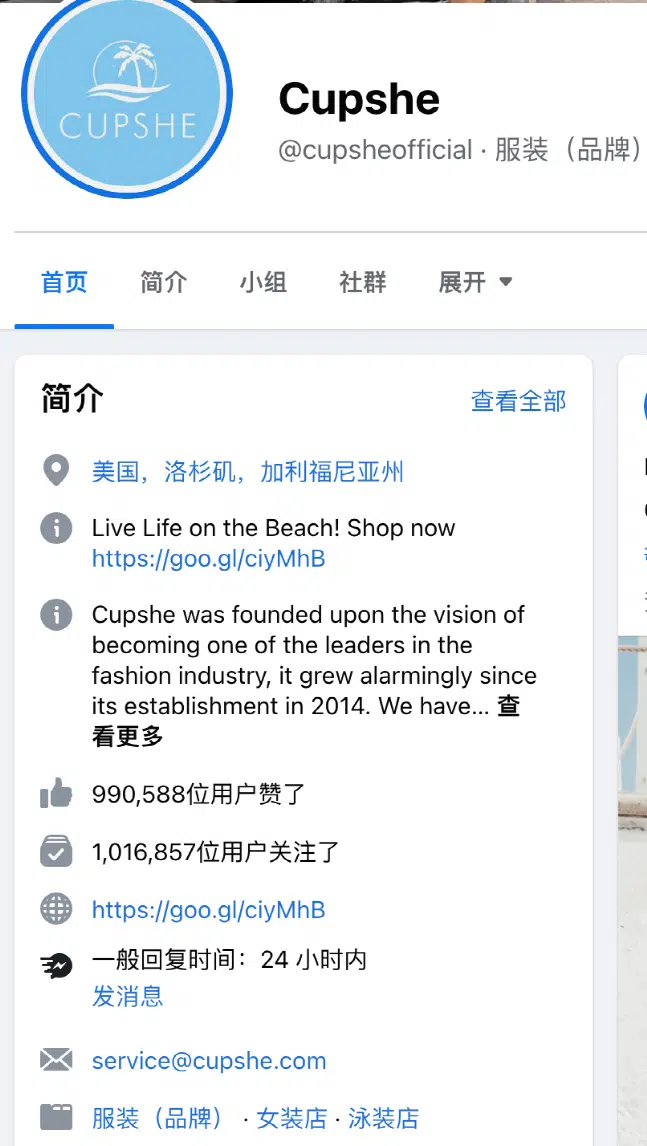 CUPSHE
Cupshe
@cupsheofficial · 服装（品牌）
首页 简介 小组 社群 展开
简介
查看全部
美国，洛杉矶，加利福尼亚州
Live Life on the Beach! Shop now
https://goo.gl/ciyMhB
Cupshe was founded upon the vision of
becoming one of the leaders in the
fashion industry, it grew alarmingly since
its establishment in 2014. We have... 查
看更多
990,588位用户赞了
1,016,857位用户关注了
https://goo.gl/ciyMhB
一般回复时间：24 小时内
发消息
service@cupshe.com
服装（品牌） · 女装店 · 泳装店